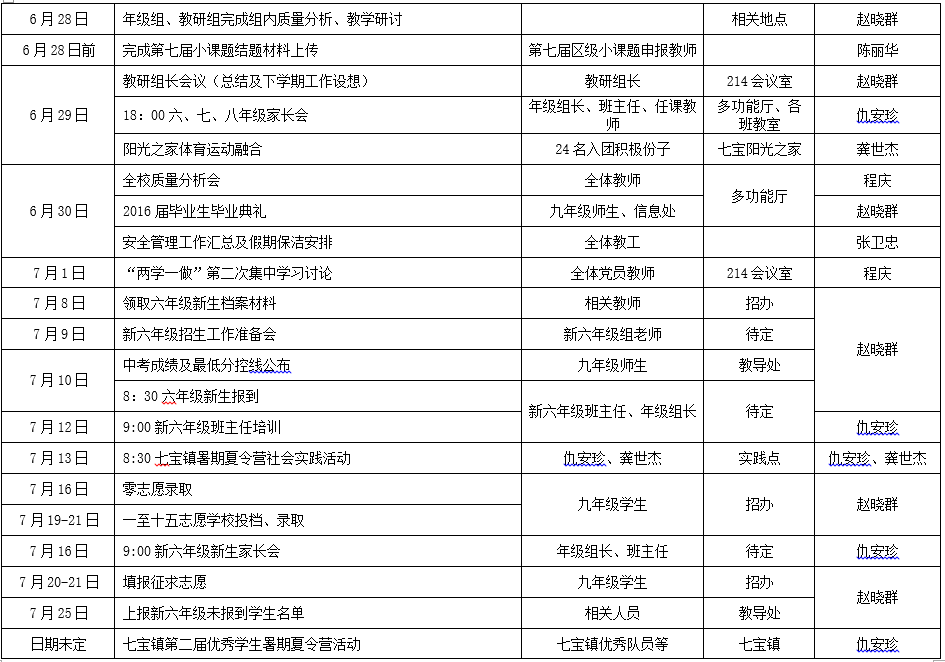 6月28日 年级组、教研组完成组内质量分析、教学研讨 相关地点 赵晓群
6月28日前 完成第七届小课题结题材料上传 第七届区级小课题申报教师 陈丽华
6月29日 教研组长会议（总结及下学期工作设想） 教研组长 214会议室 赵晓群
18：00六、七、八年级家长会 年级组长、班主任、任课教师 多功能厅、各班教室 仇安珍
阳光之家体育运动融合 24名入团积极份子 七宝阳光之家 龚世杰
6月30日 全校质量分析会 全体教师 多功能厅 程庆
2016届毕业生毕业典礼 九年级师生、信息处 赵晓群
安全管理工作汇总及假期保洁安排 全体教工 张卫忠
7月1日 “两学一做”第二次集中学习讨论 全体党员教师 214会议室 程庆
7月8日 领取六年级新生档案材料 相关教师 招办 赵晓群
7月9日 新六年级招生工作准备会 新六年级组老师 待定
7月10日 中考成绩及最低分控线公布 九年级师生 教导处
8：30六年级新生报到 新六年级班主任、年级组长 待定
7月12日 9:00新六年级班主任培训 仇安珍
7月13日 8:30七宝镇暑期夏令营社会实践活动 仇安珍、龚世杰 实践点 仇安珍、龚世杰
7月16日 零志愿录取 九年级学生 招办 赵晓群
7月19-21日 一至十五志愿学校投档、录取
7月16日 9:00新六年级新生家长会 年级组长、班主任 待定 仇安珍
7月20-21日 填报征求志愿 九年级学生 招办 赵晓群
7月25日 上报新六年级未报到学生名单 相关人员 教导处
日期未定 七宝镇第二届优秀学生暑期夏令营活动 七宝镇优秀队员等 七宝镇 仇安珍